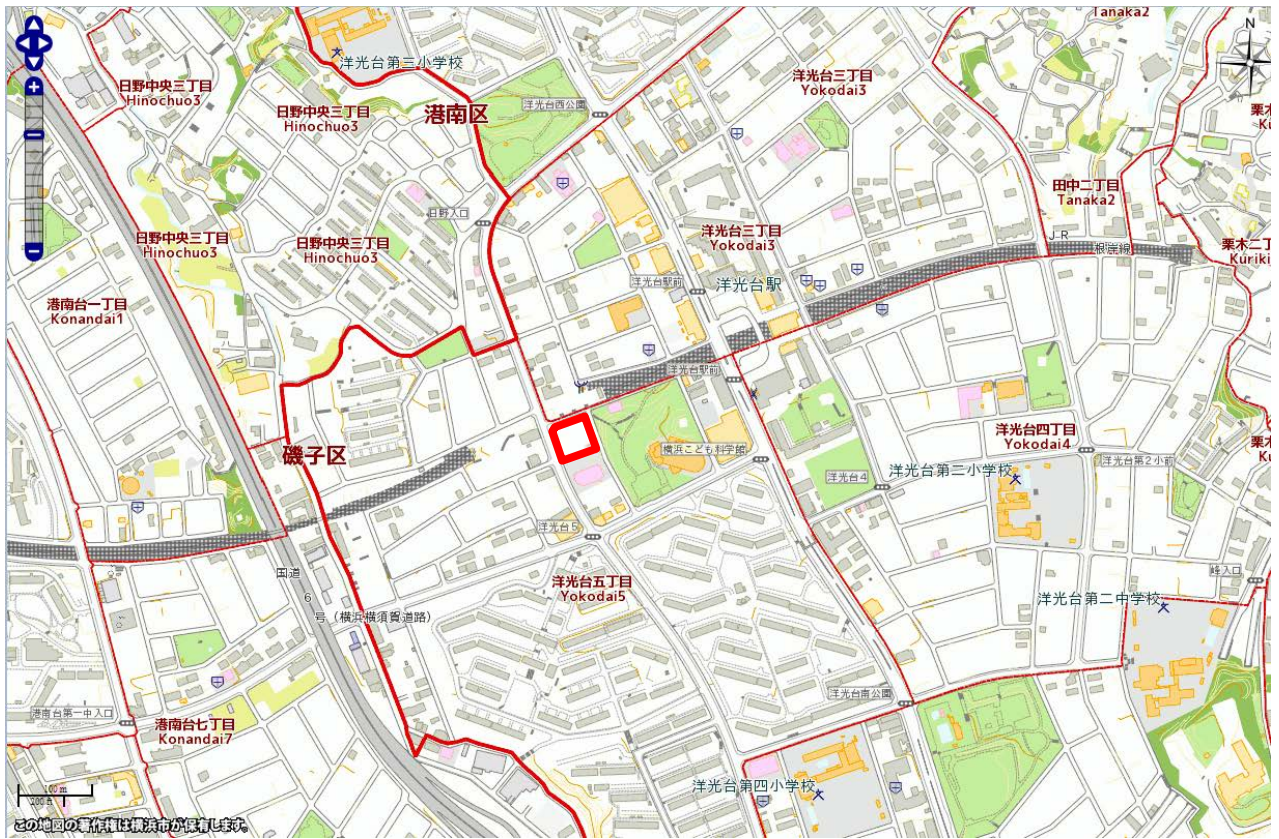 Tanaka2
N
洋光台第三小学校
洋光台三丁目
Yokodai3
日野中央三丁目
Hinochuo3
日野中央三丁目
Hinochuo3
港南区
洋光台西公園
栗木
田中二丁目
Tanaka2
日野入口
洋光台三丁目
Yokodai3
日野中央三丁目
Hinochuo3
日野中央三丁目
Hinochuo3
J R
根岸線
栗木二丁
Kuriki
洋光台駅前
洋光台駅
港南台一丁目
Konandai1
洋光台駅前
洋光台四丁目
Yokodai4
磯子区
横浜こども科学館
洋光台第2小前
洋光台4
洋光台第二小学校
洋光台5
国道
6
号(横浜横須賀道路)
洋光台五丁目
Yokodai5
峰入口
洋光台第二中学校
洋光台南公園
港南台第一中入口
港南台七丁目
Konandai7
洋光台第四小学校
100 m
200 ft
この地図の著作権は横浜市が保有します。